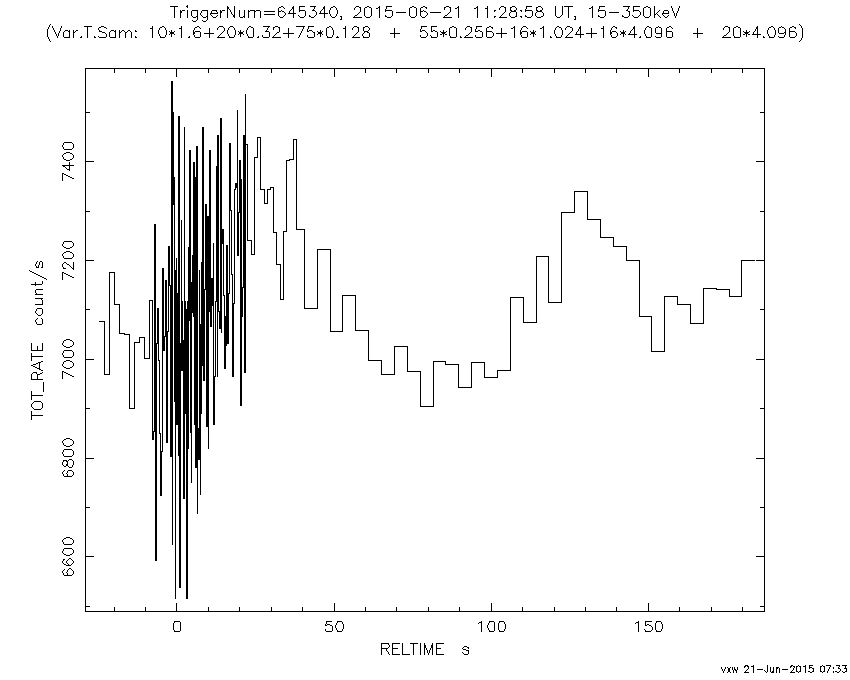 TriggerNum=645340, 2015-06-21 11:28:58 UT, 15-350keV
(Var.T.Sam: 10*1.6+20*0.32+75*0.128 + 55*0.256+16*1.024+16*4.096 + 20*4.096)
7400
7200
7000
6800
6600
TOT_RATE count/s
0 50 100 150
RELTIME s
vxw 21-Jun-2015 07:33